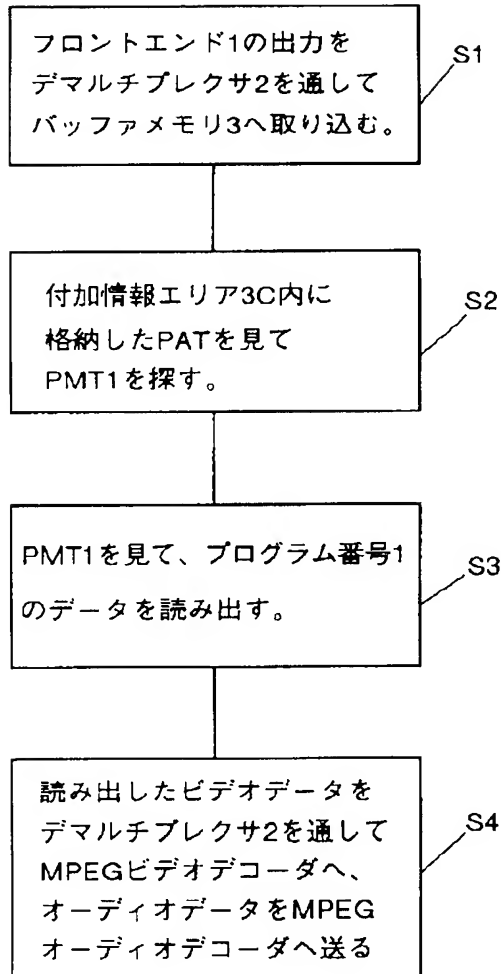 フロントエンド1の出力を
デマルチプレクサ2を通して
バッファメモリ3へ取り込む。
S1
付加情報エリア3C内に
格納したPATを見て
PMT1を探す。
S2
PMT1を見て、プログラム番号1
のデータを読み出す。
S3
読み出したビデオデータを
デマルチプレクサ2を通して
MPEGビデオデコーダへ、
オーディオデータをMPEG
オーディオデコーダへ送る
S4